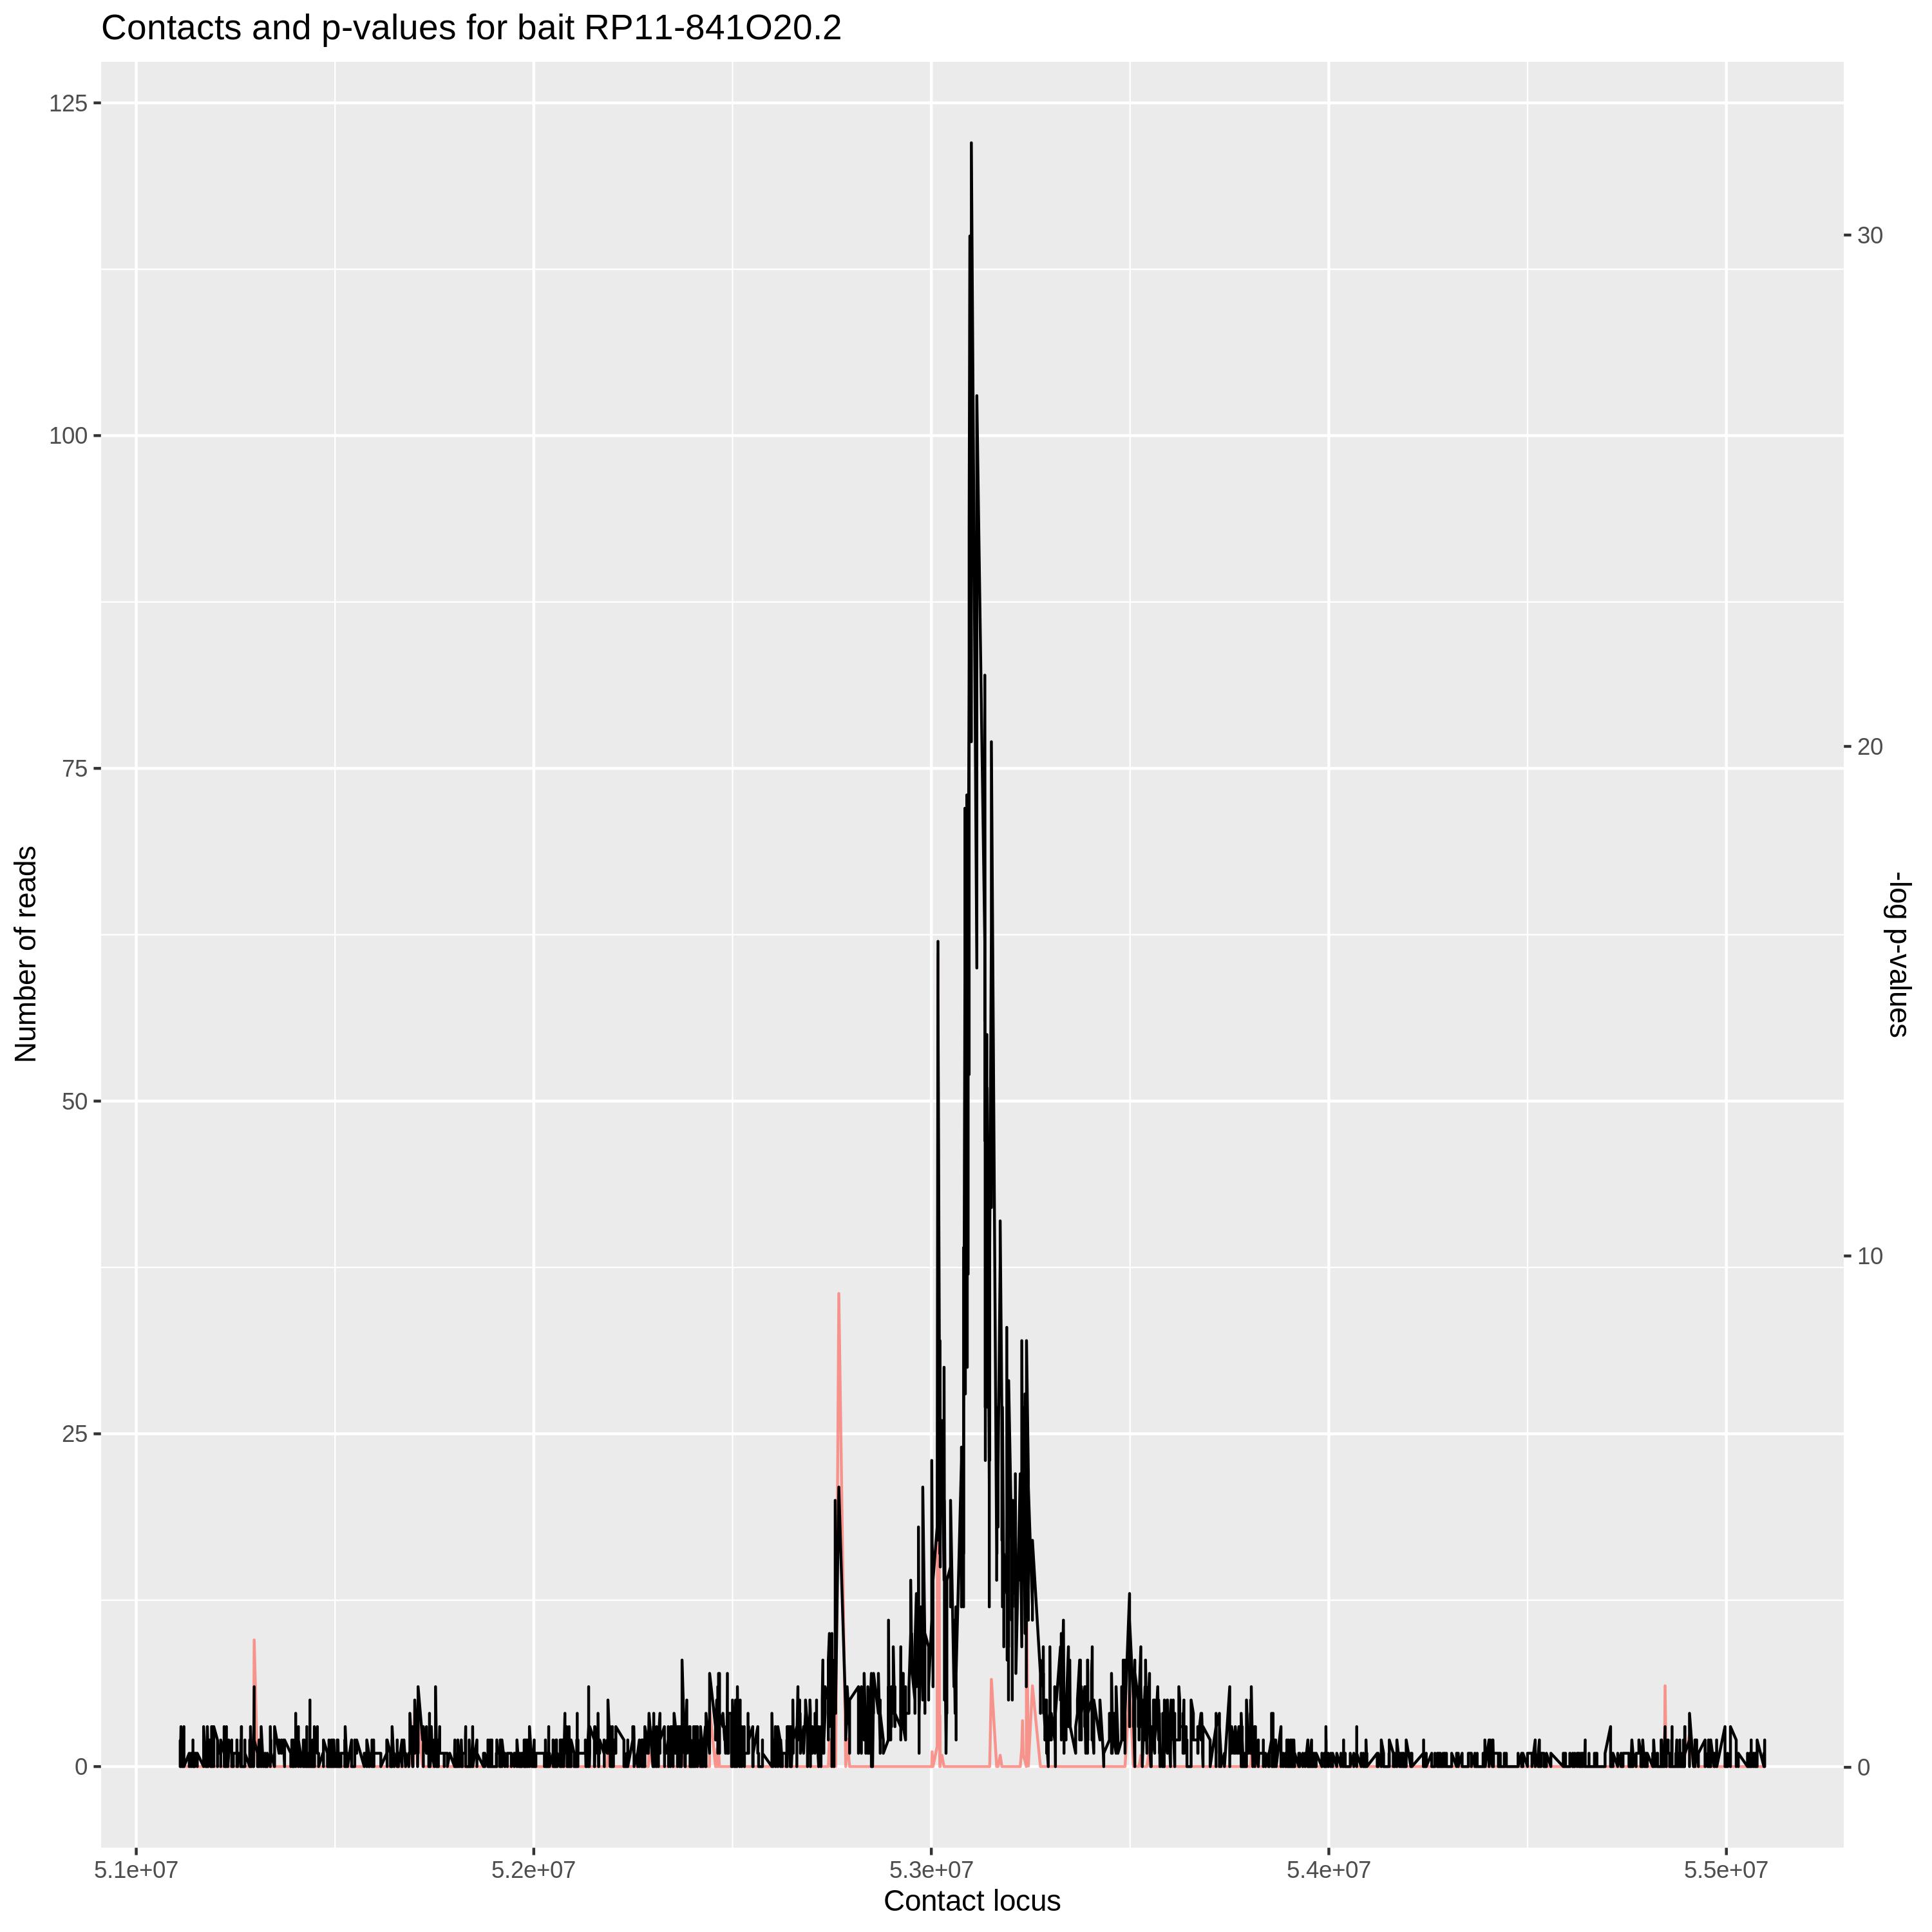 Contacts and p-values for bait RP11-841O20.2
125
100
75
50
25
0
30
20
10
0
Number of reads
-log p-values
5.1e+07 5.2e+07 5.3e+07 5.4e+07 5.5e+07
Contact locus